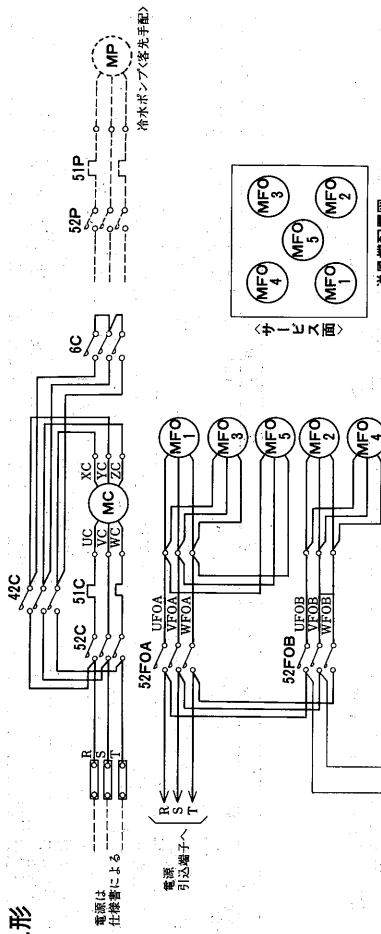 形
電源は
仕様書による
R
S
T
52C
51C
42C
UC
VC
WC
MC
XC
YC
ZC
6C
52P
51P
MP
冷水ポンプ〈客先手配〉
電源
引込端子へ
R
S
T
52FOA
UFOA
VFOA
WFOA
52FOB
UFOB
VFOB
WFOB
MFO
1
MFO
3
MFO
5
MFO
2
MFO
4
〈サービス面〉
MFO
4
MFO
3
MFO
5
MFO
1
MFO
2